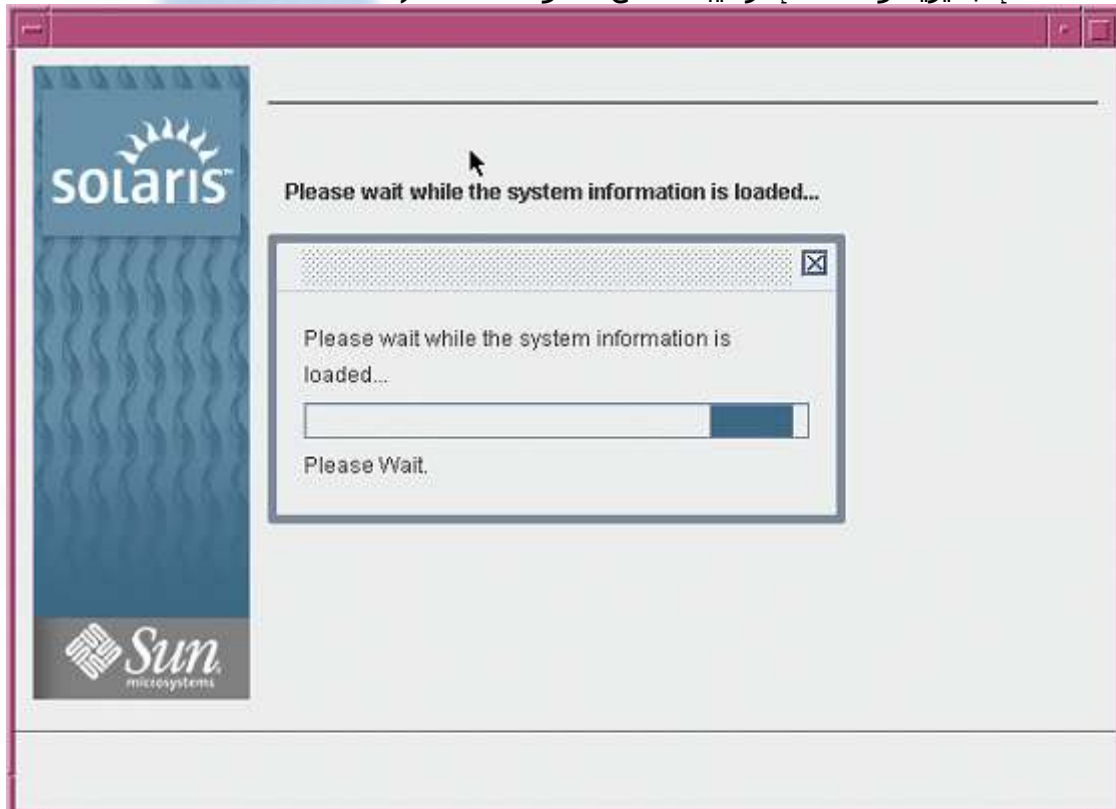 solaris™
Please wait while the system information is loaded...
Please wait while the system information is
loaded...
Please Wait.
Sun
microsystems